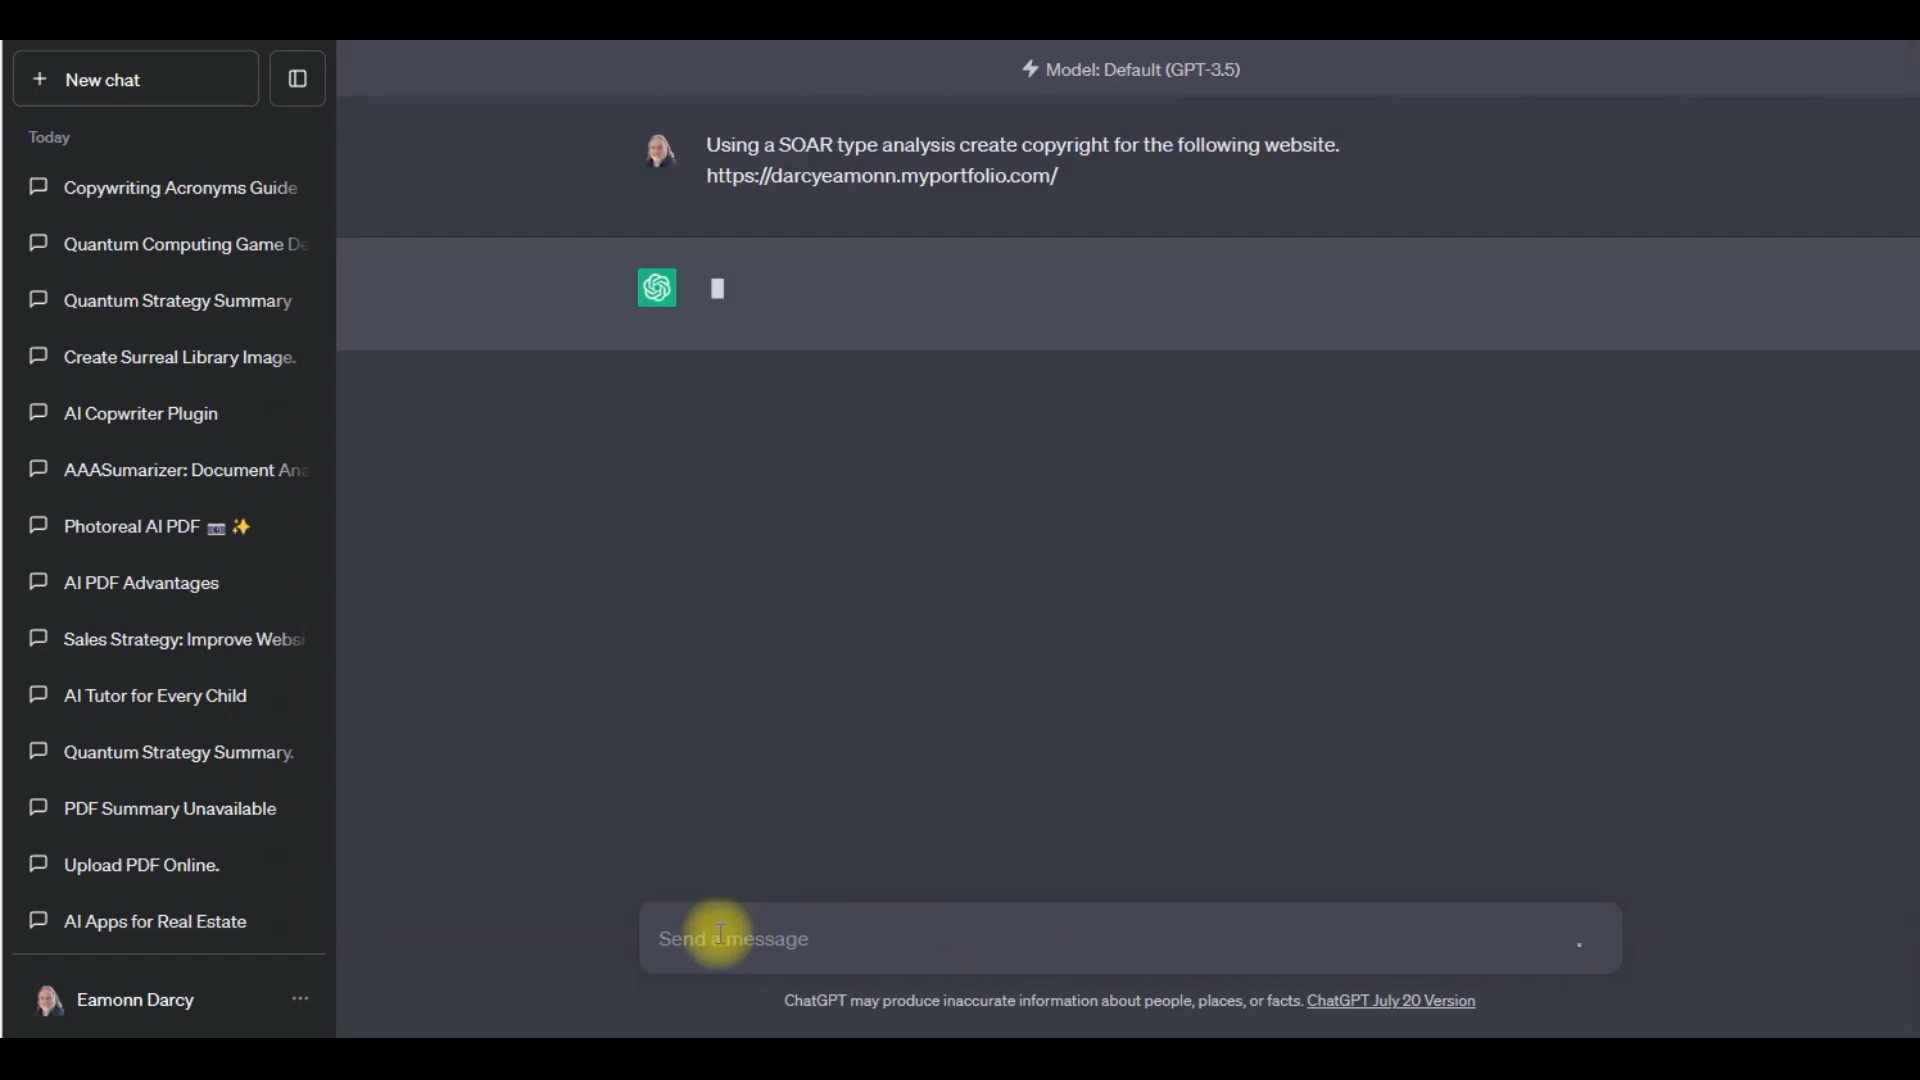 New chat
Today
Copywriting Acronyms Guide
Quantum Computing Game De
Quantum Strategy Summary
Create Surreal Library Image.
AI Copwriter Plugin
AAASumarizer: Document Ana
Photoreal AI PDF 📷 ✨
AI PDF Advantages
Sales Strategy: Improve Websi
AI Tutor for Every Child
Quantum Strategy Summary.
PDF Summary Unavailable
Upload PDF Online.
AI Apps for Real Estate
Eamonn Darcy
Model: Default (GPT-3.5)
Using a SOAR type analysis create copyright for the following website.
https://darcyeamonn.myportfolio.com/
Send a message
ChatGPT may produce inaccurate information about people, places, or facts. ChatGPT July 20 Version